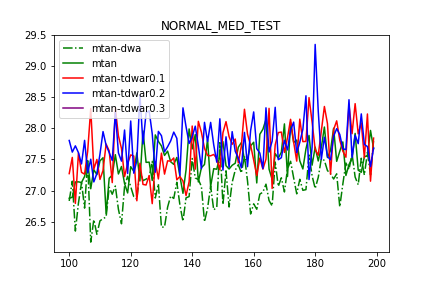 NORMAL_MED_TEST
29.5
29.0
28.5
28.0
27.5
27.0
26.5
mtan-dwa
mtan
mtan-tdwar0.1
mtan-tdwar0.2
mtan-tdwar0.3
100 120 140 160 180 200